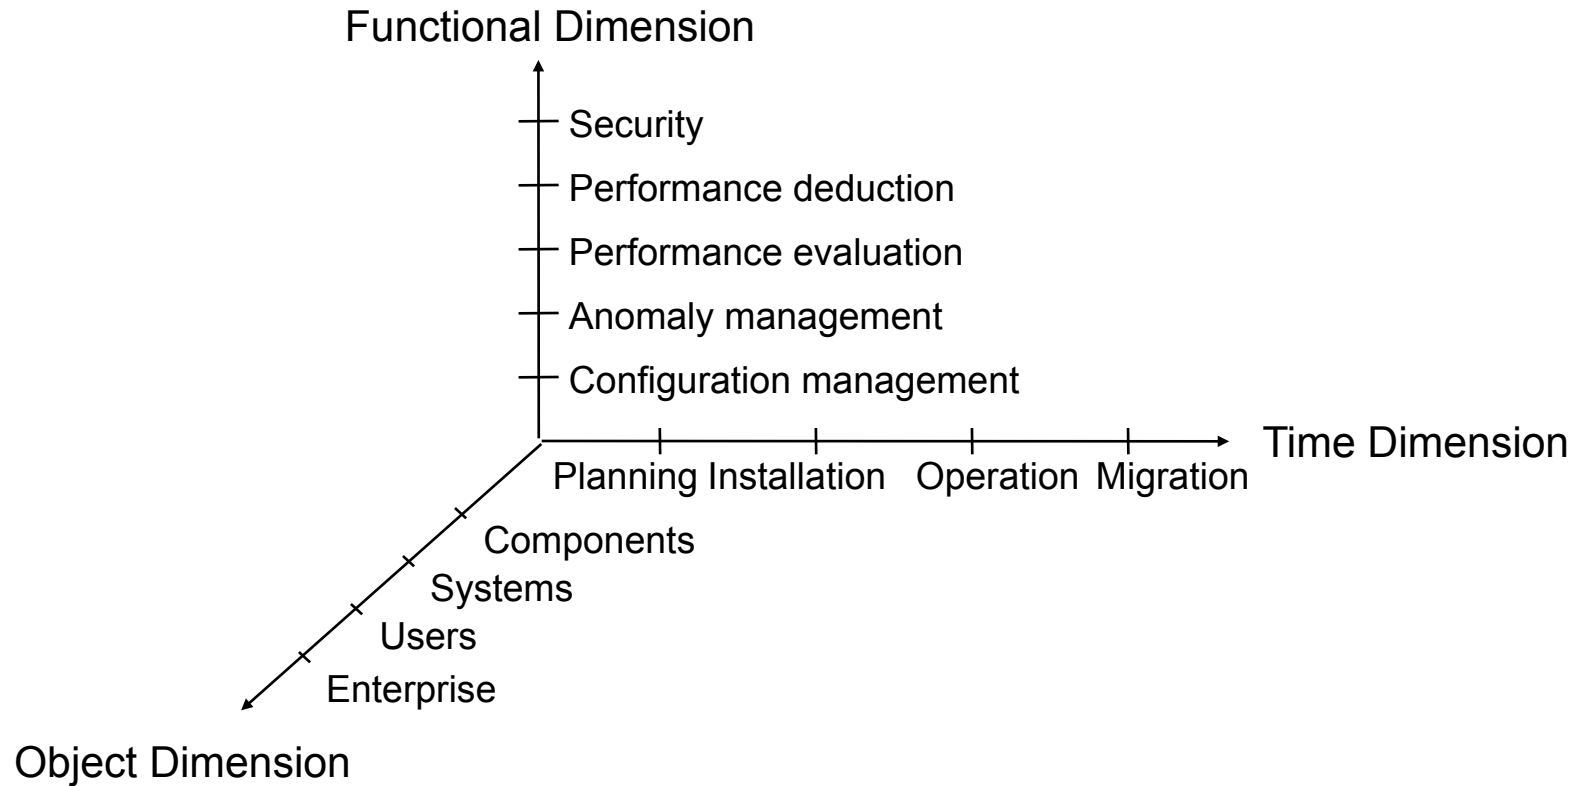 Functional Dimension
Security
Performance deduction
Performance evaluation
Anomaly management
Configuration management
Time Dimension
Planning Installation Operation Migration
Components
Systems
Users
Enterprise
Object Dimension